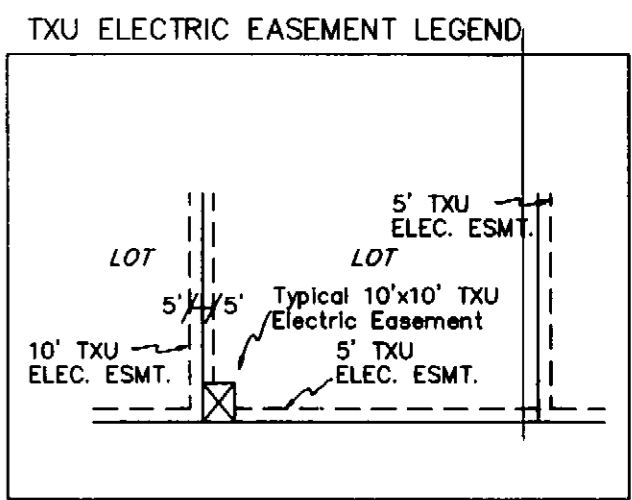 TXU ELECTRIC EASEMENT LEGEND
5' TXU
ELEC. ESMT.
LOT
LOT
5' 5'
Typical 10'x10' TXU
Electric Easement
10' TXU
ELEC. ESMT.
5' TXU
ELEC. ESMT.